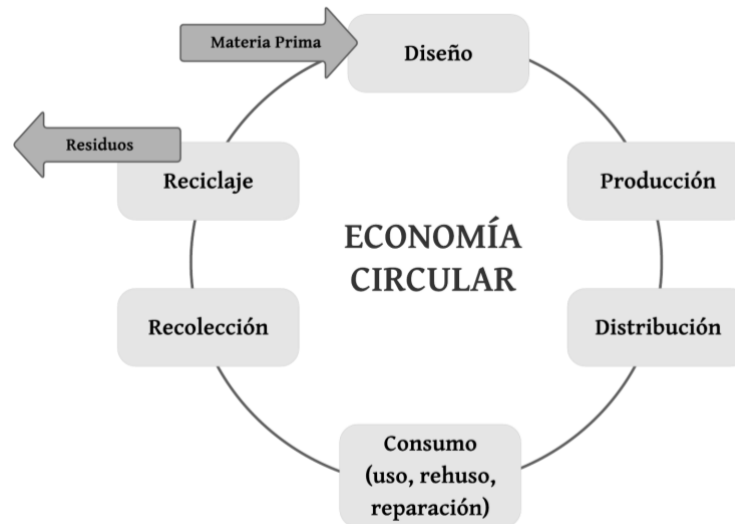 Materia Prima
Diseño
Residuos
Reciclaje
Producción
ECONOMÍA
CIRCULAR
Recolección
Distribución
Consumo
(uso, rehuso,
reparación)